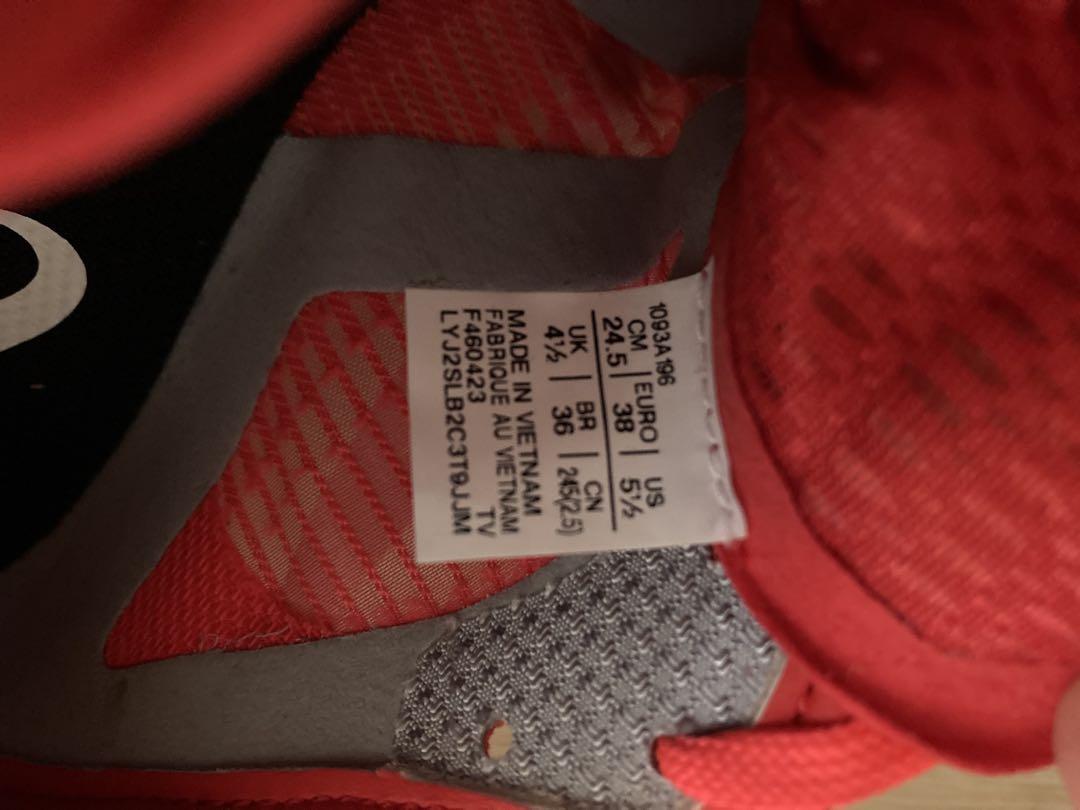 1093A196
CM | EURO | US
24.5 | 38 | 5½
UK | BR | CN
4½ | 36 | 245(2.5)
MADE IN VIETNAM
FABRIQUE AU VIETNAM
F460423 TV
LYJ2SLB2C3T9JJM